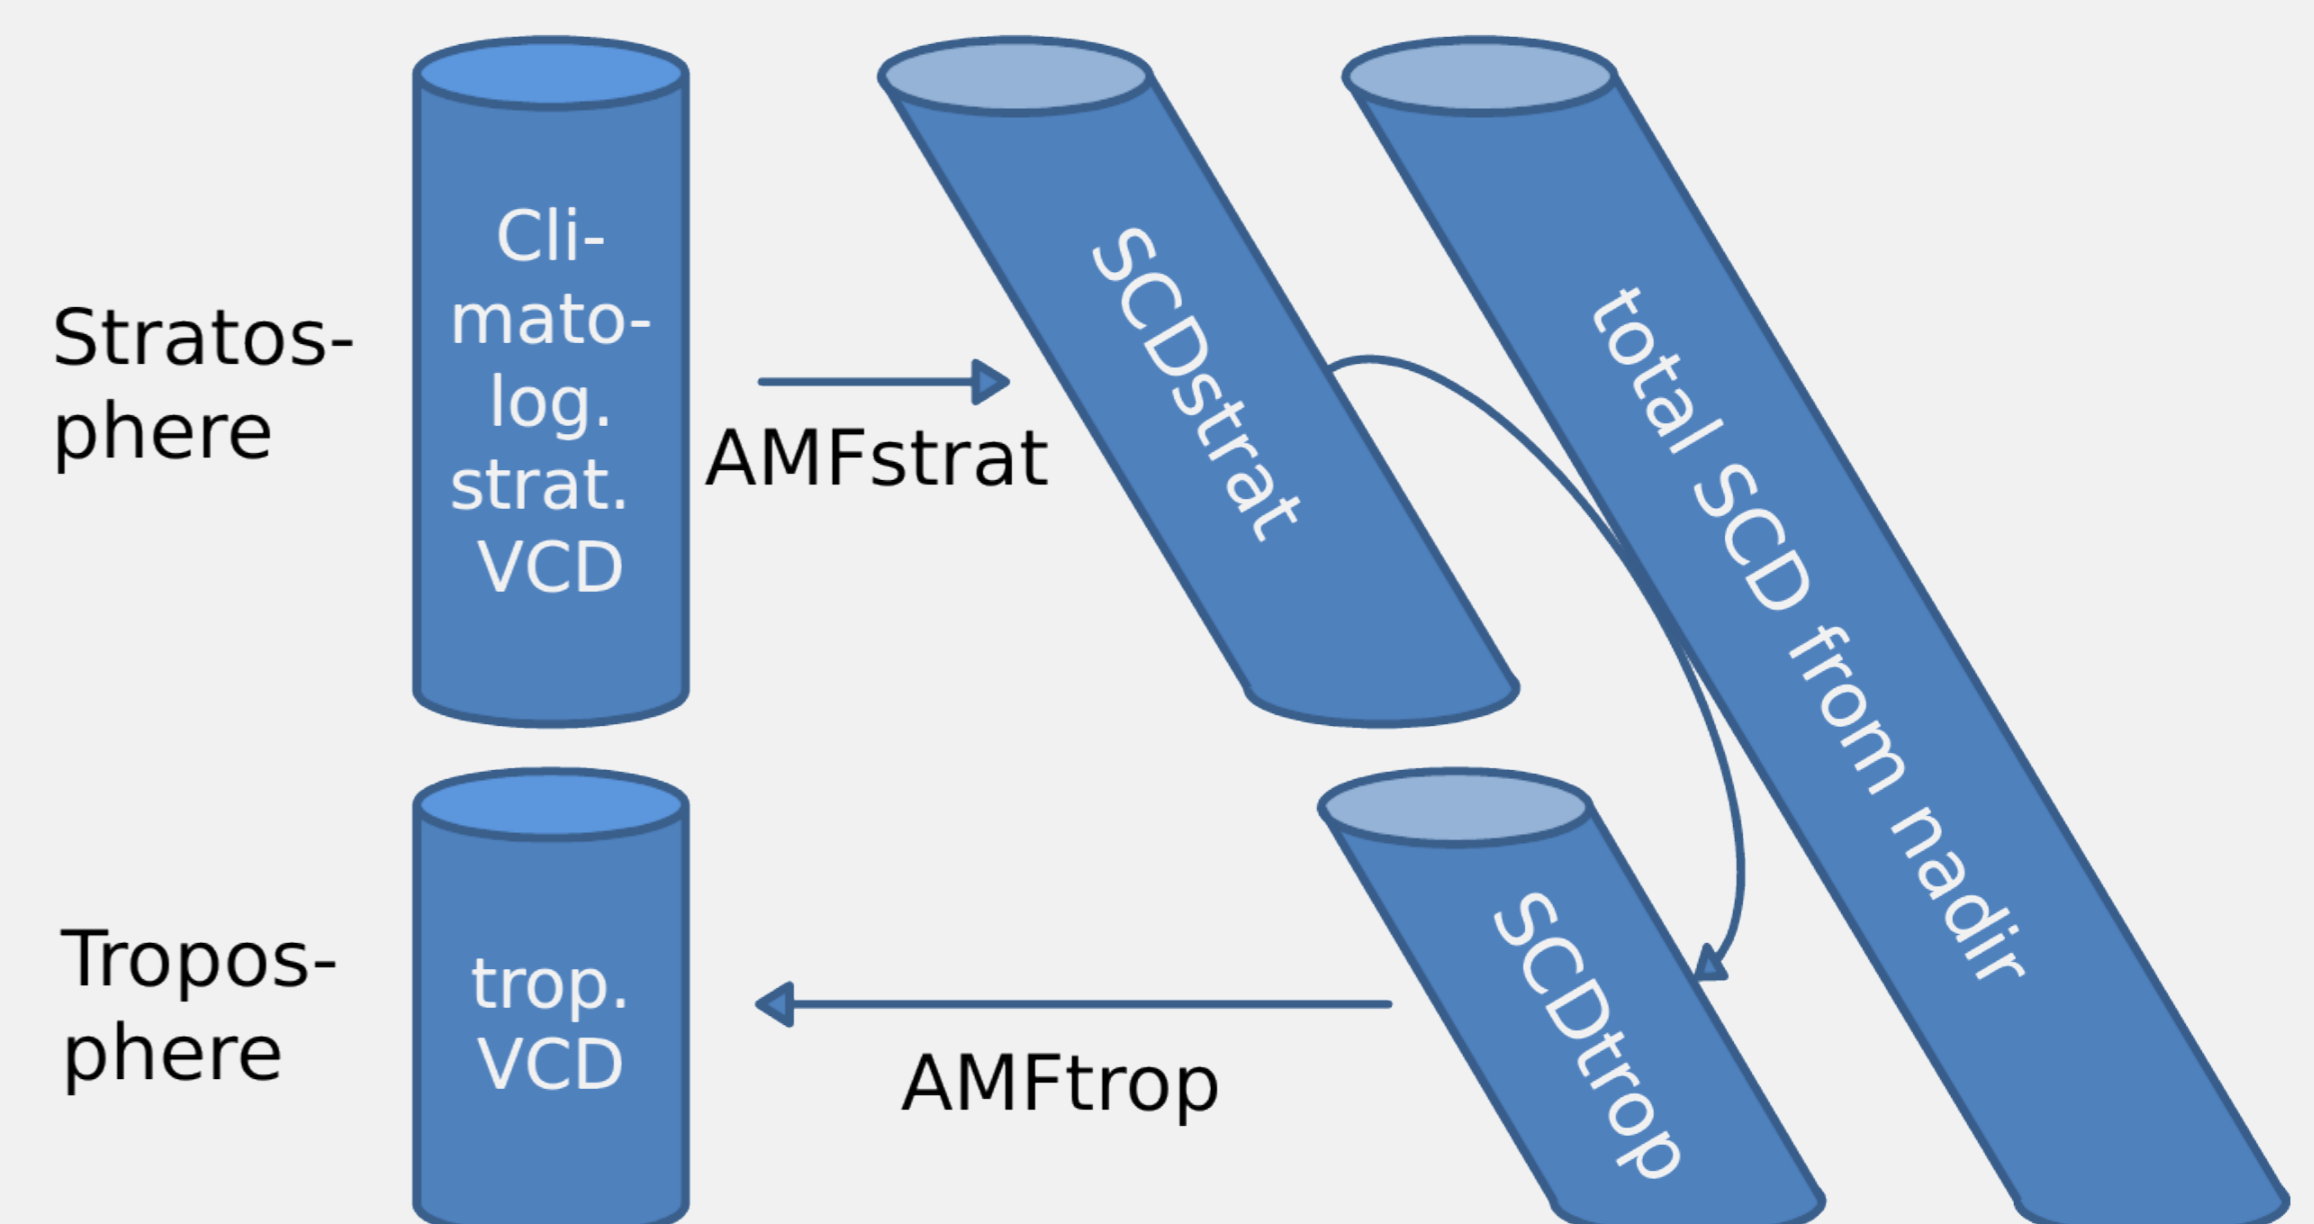 Stratos-
phere
Cli-
mato-
log.
strat.
VCD
AMFstrat
SCDstrat
total SCD from nadir
Tropos-
phere
trop.
VCD
AMFtrop
SCDtrop